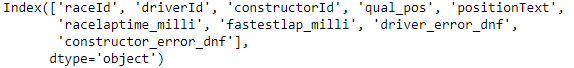 Index(['raceId', 'driverId', 'constructorId', 'qual_pos', 'positionText',
'racelaptime_milli', 'fastestlap_milli', 'driver_error_dnf',
'constructor_error_dnf'],
dtype='object')